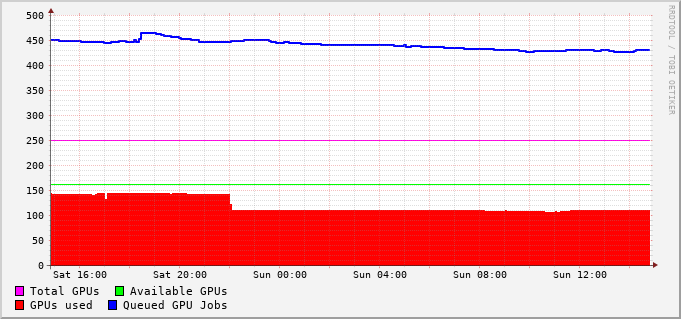 500
450
400
350
300
250
200
150
100
50
0
Sat 16:00 Sat 20:00 Sun 00:00 Sun 04:00 Sun 08:00 Sun 12:00
Total GPUs Available GPUs
GPUs used Queued GPU Jobs
RRDTOOL / TOBI OETIKER